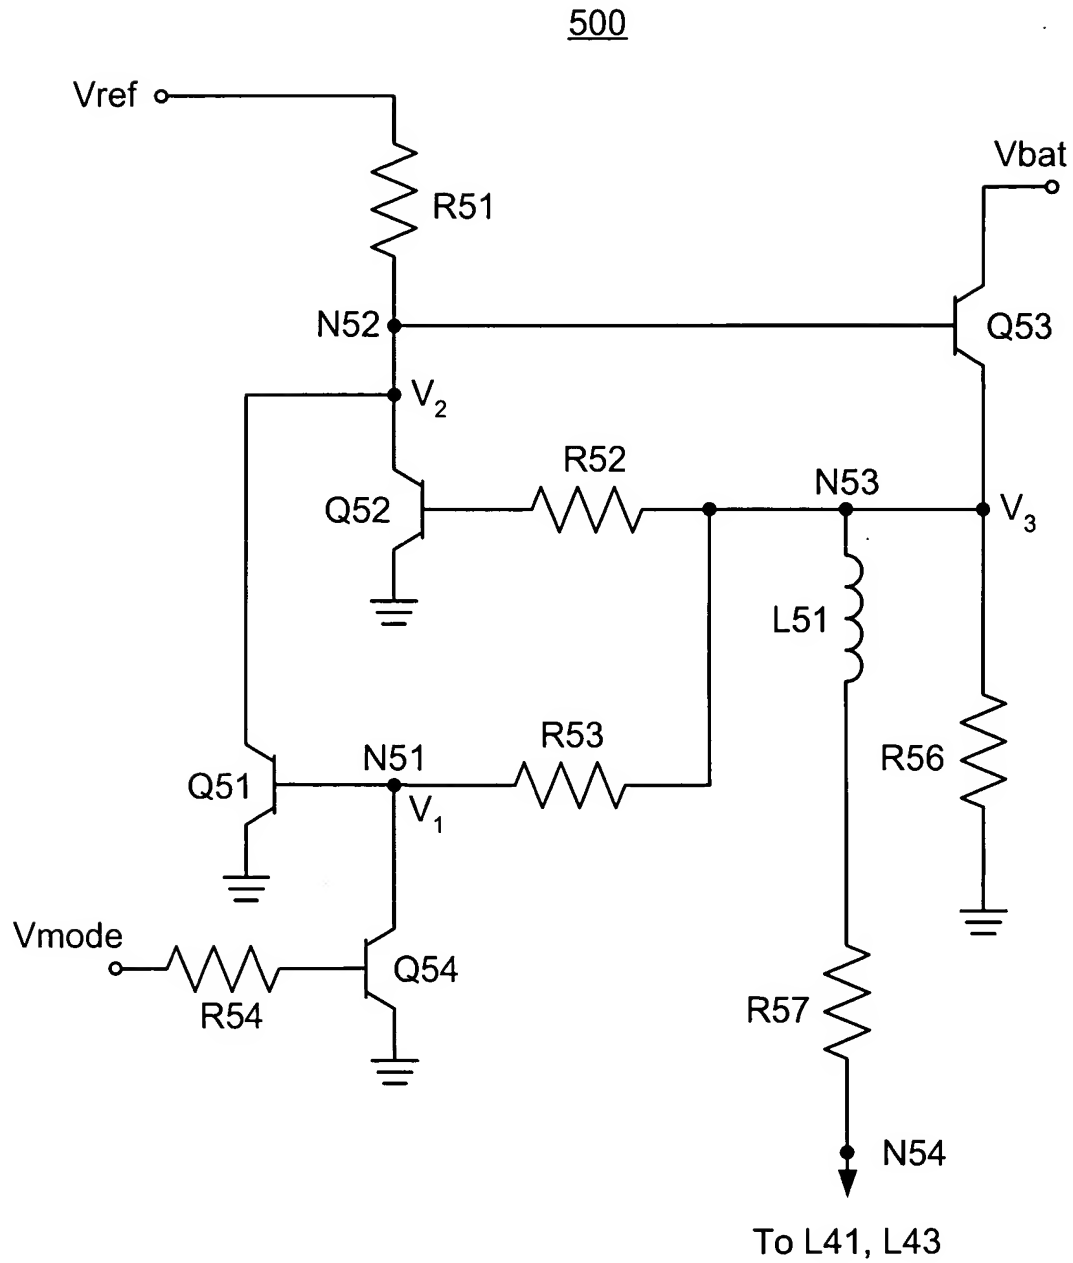 500
Vref
Vbat
R51
N52
Q53
V2
R52
N53
Q52
V3
L51
R53
N51
R56
Q51
V1
Vmode
Q54
R54
R57
N54
To L41, L43